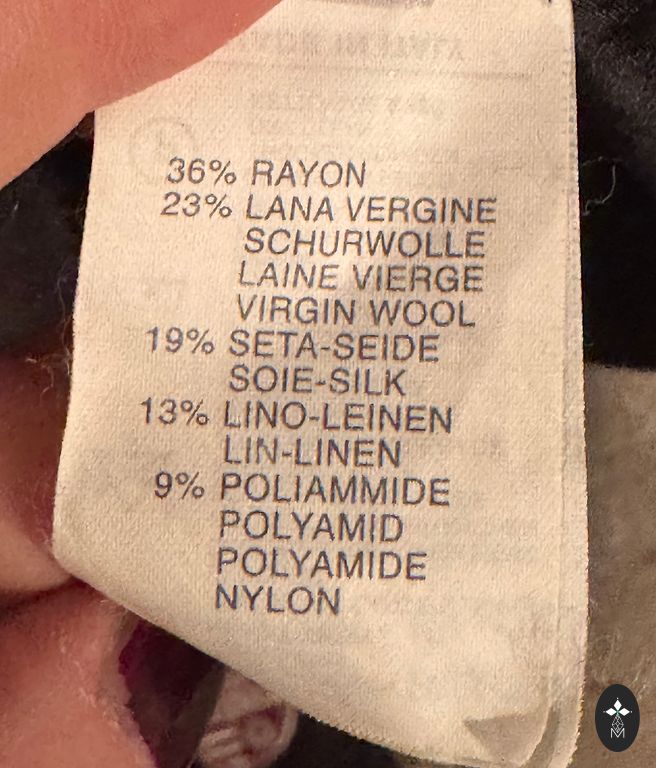 36% RAYON
23% LANA VERGINE
SCHURWOLLE
LAINE VIERGE
VIRGIN WOOL
19% SETA-SEIDE
SOIE-SILK
13% LINO-LEINEN
LIN-LINEN
9% POLIAMMIDE
POLYAMID
POLYAMIDE
NYLON